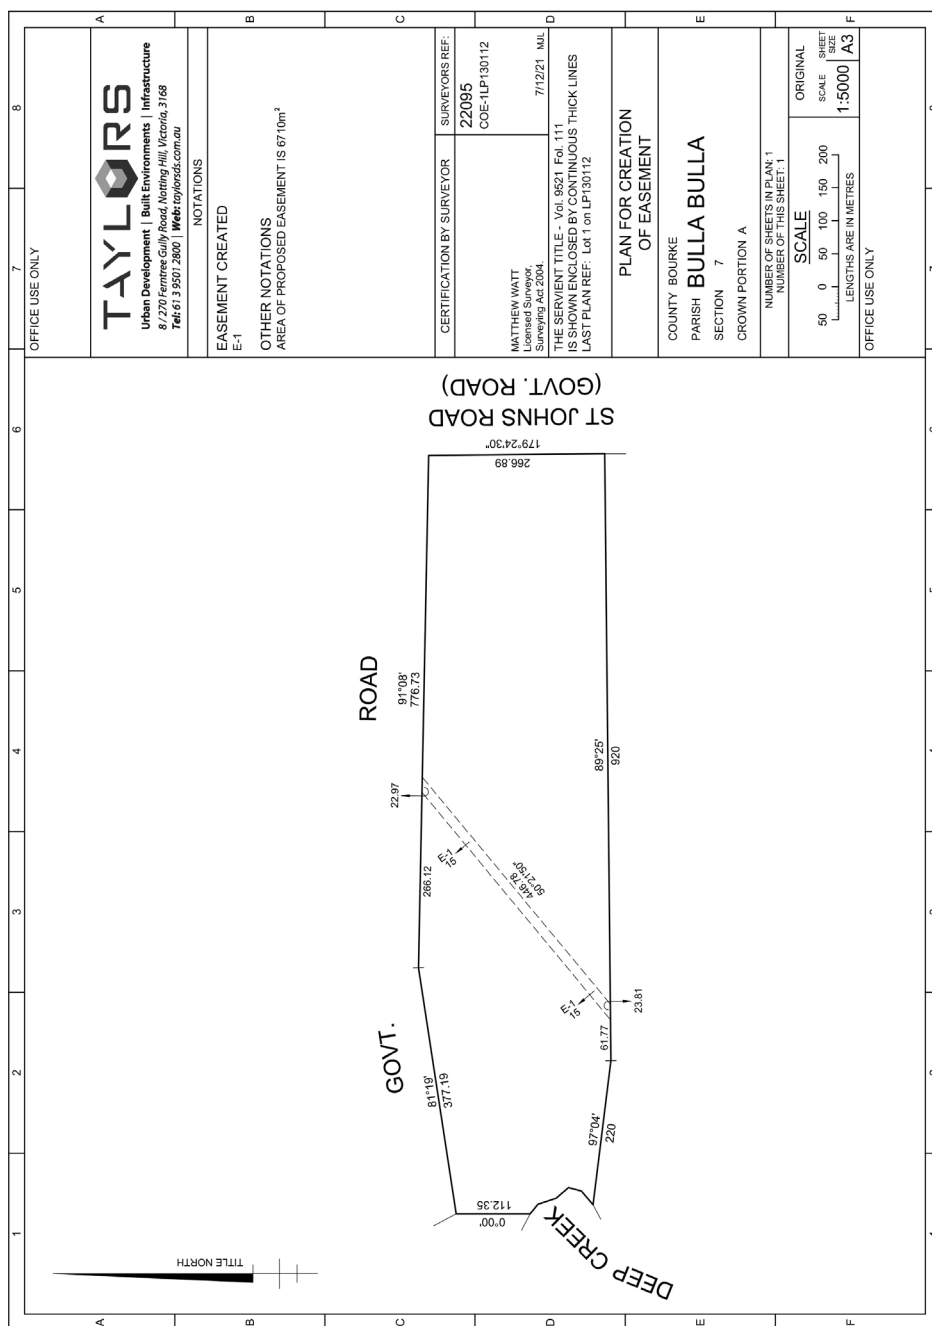 1
2
3
4
5
6
7
8
A
B
C
D
E
F
TITLE NORTH
GOVT.
ROAD
81°19'
377.19
266.12
22.97
91°08'
776.73
E-1
15
446.78
50°21'50"
E-1
15
0°00'
112.35
DEEP CREEK
97°04'
220
61.77
23.81
89°25'
920
266.89
179°24'30"
ST JOHNS ROAD
(GOVT. ROAD)
OFFICE USE ONLY
TAYLORS
Urban Development | Built Environments | Infrastructure
8 / 270 Ferntree Gully Road, Notting Hill, Victoria, 3168
Tel: 61 3 9501 2800 | Web: taylorsds.com.au
NOTATIONS
EASEMENT CREATED
E-1
OTHER NOTATIONS
AREA OF PROPOSED EASEMENT IS 6710m²
CERTIFICATION BY SURVEYOR
MATTHEW WATT
Licensed Surveyor,
Surveying Act 2004.
SURVEYORS REF:
22095
COE-1LP130112
7/12/21 MJL
THE SERVIENT TITLE - Vol. 9521 Fol. 111
IS SHOWN ENCLOSED BY CONTINUOUS THICK LINES
LAST PLAN REF: Lot 1 on LP130112
PLAN FOR CREATION
OF EASEMENT
COUNTY BOURKE
PARISH BULLA BULLA
SECTION 7
CROWN PORTION A
NUMBER OF SHEETS IN PLAN: 1
NUMBER OF THIS SHEET: 1
SCALE
50 0 50 100 150 200
LENGTHS ARE IN METRES
ORIGINAL
SCALE
1:5000
SHEET
SIZE
A3
OFFICE USE ONLY
A
B
C
D
E
F